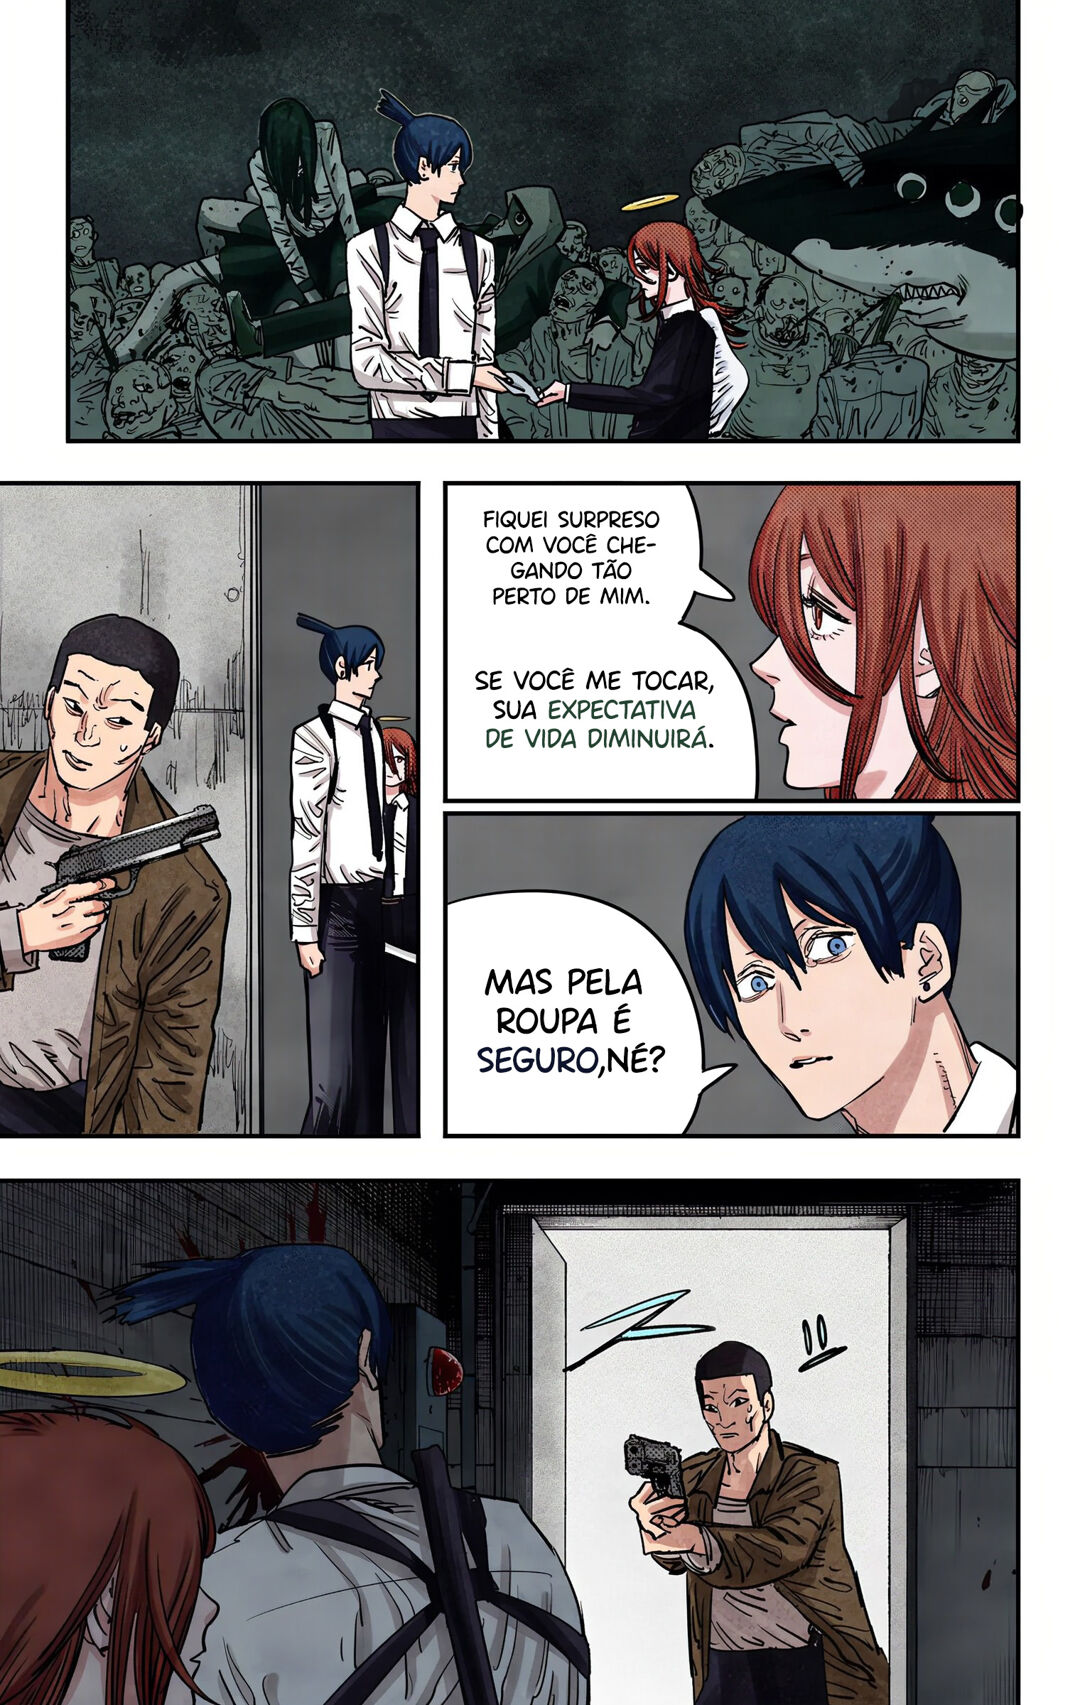 FIQUEI SURPRESO
COM VOCÊ CHE-
GANDO TÃO
PERTO DE MIM.
SE VOCÊ ME TOCAR,
SUA EXPECTATIVA
DE VIDA DIMINUIRÁ.
MAS PELA
ROUPA É
SEGURO,NÉ?